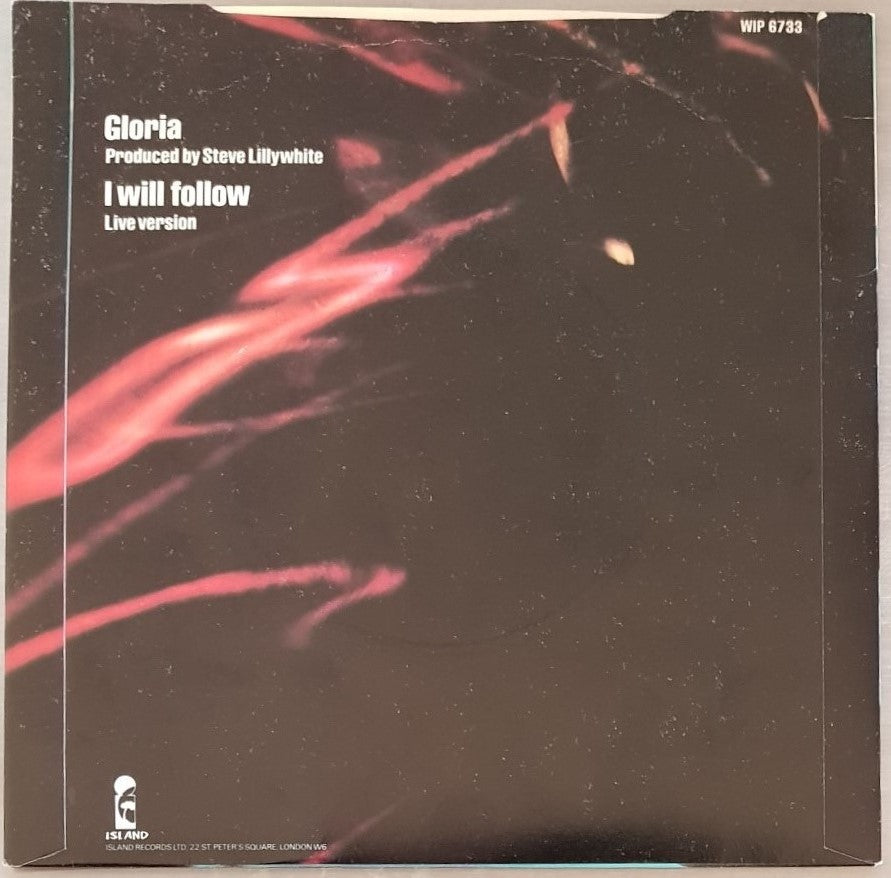 WIP 6733
Gloria
Produced by Steve Lillywhite
I will follow
Live version
ISLAND
ISLAND RECORDS LTD, 22 ST. PETER'S SQUARE, LONDON W6